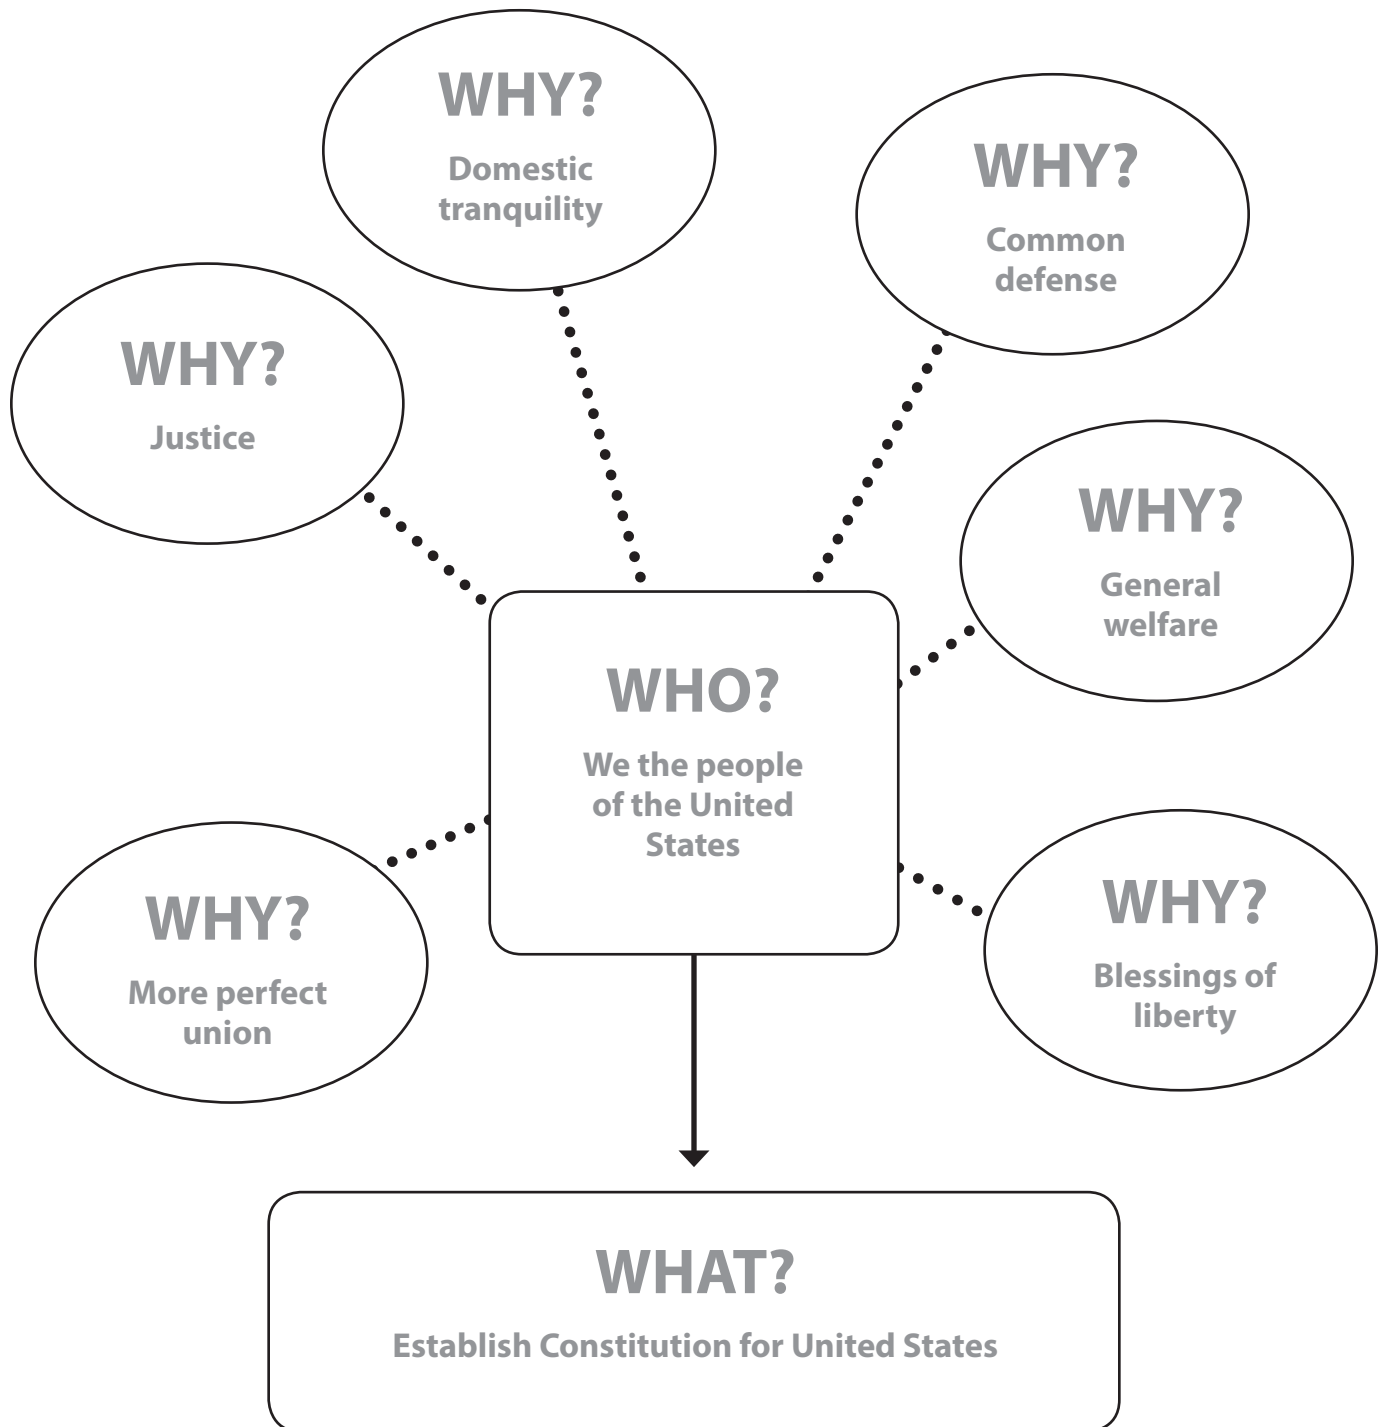 WHY?
Domestic
tranquility
WHY?
Common
defense
WHY?
Justice
WHY?
General
welfare
WHO?
We the people
of the United
States
WHY?
More perfect
union
WHY?
Blessings of
liberty
WHAT?
Establish Constitution for United States